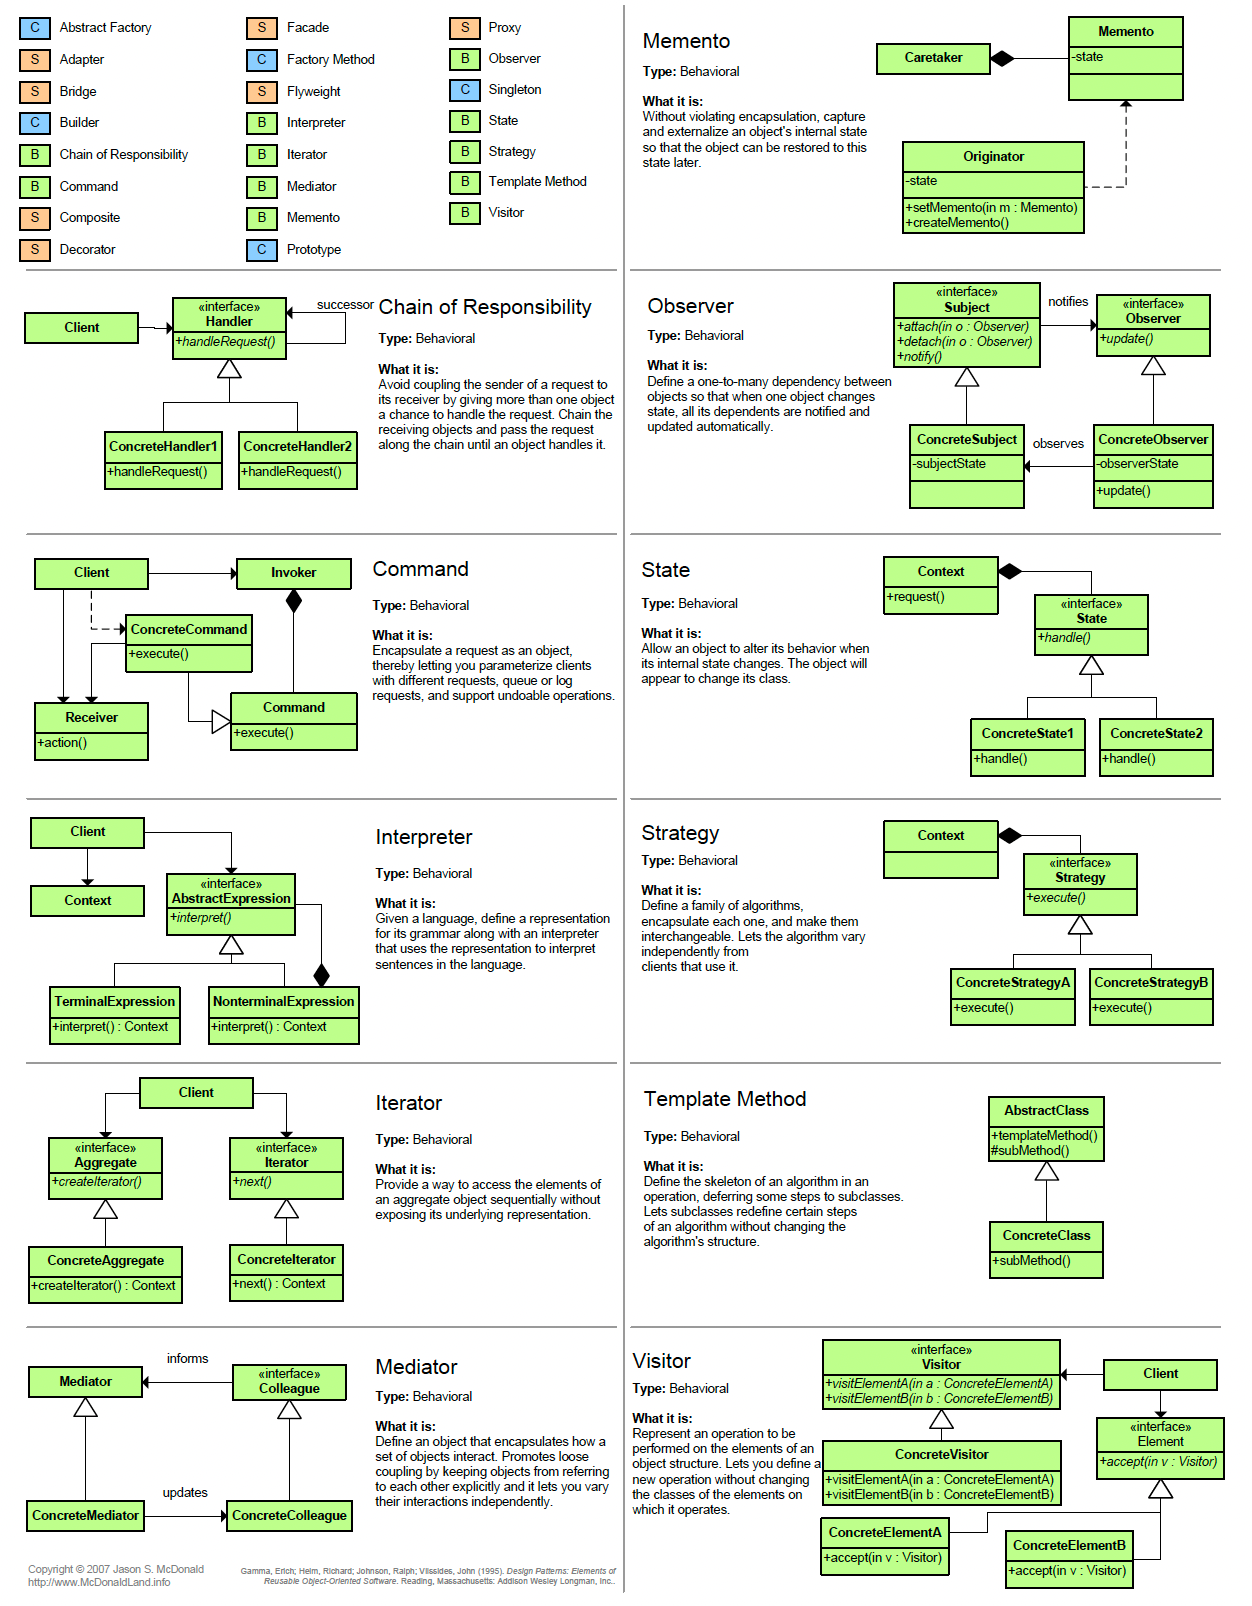 C Abstract Factory
S Adapter
S Bridge
C Builder
B Chain of Responsibility
B Command
S Composite
S Decorator
S Facade
C Factory Method
S Flyweight
B Interpreter
B Iterator
B Mediator
B Memento
C Prototype
S Proxy
B Observer
C Singleton
B State
B Strategy
B Template Method
B Visitor
Client
«interface»
Handler
+handleRequest()
successor
ConcreteHandler1
+handleRequest()
ConcreteHandler2
+handleRequest()
Chain of Responsibility
Type: Behavioral
What it is:
Avoid coupling the sender of a request to
its receiver by giving more than one object
a chance to handle the request. Chain the
receiving objects and pass the request
along the chain until an object handles it.
Client
Invoker
ConcreteCommand
+execute()
Receiver
+action()
Command
+execute()
Command
Type: Behavioral
What it is:
Encapsulate a request as an object,
thereby letting you parameterize clients
with different requests, queue or log
requests, and support undoable operations.
Client
Context
«interface»
AbstractExpression
+interpret()
TerminalExpression
+interpret() : Context
NonterminalExpression
+interpret() : Context
Interpreter
Type: Behavioral
What it is:
Given a language, define a representation
for its grammar along with an interpreter
that uses the representation to interpret
sentences in the language.
Client
«interface»
Aggregate
+createIterator()
«interface»
Iterator
+next()
ConcreteAggregate
+createIterator() : Context
ConcreteIterator
+next() : Context
Iterator
Type: Behavioral
What it is:
Provide a way to access the elements of
an aggregate object sequentially without
exposing its underlying representation.
Mediator
informs
«interface»
Colleague
updates
ConcreteMediator
ConcreteColleague
Mediator
Type: Behavioral
What it is:
Define an object that encapsulates how a
set of objects interact. Promotes loose
coupling by keeping objects from referring
to each other explicitly and it lets you vary
their interactions independently.
Copyright © 2007 Jason S. McDonald
http://www.McDonaldLand.info
Gamma, Erich; Helm, Richard; Johnson, Ralph; Vlissides, John (1995). Design Patterns: Elements of
Reusable Object-Oriented Software. Reading, Massachusetts: Addison Wesley Longman, Inc..
Memento
Type: Behavioral
What it is:
Without violating encapsulation, capture
and externalize an object's internal state
so that the object can be restored to this
state later.
Caretaker
Memento
-state
Originator
-state
+setMemento(in m : Memento)
+createMemento()
Observer
Type: Behavioral
What it is:
Define a one-to-many dependency between
objects so that when one object changes
state, all its dependents are notified and
updated automatically.
«interface»
Subject
+attach(in o : Observer)
+detach(in o : Observer)
+notify()
notifies
«interface»
Observer
+update()
ConcreteSubject
-subjectState
observes
ConcreteObserver
-observerState
+update()
State
Type: Behavioral
What it is:
Allow an object to alter its behavior when
its internal state changes. The object will
appear to change its class.
Context
+request()
«interface»
State
+handle()
ConcreteState1
+handle()
ConcreteState2
+handle()
Strategy
Type: Behavioral
What it is:
Define a family of algorithms,
encapsulate each one, and make them
interchangeable. Lets the algorithm vary
independently from
clients that use it.
Context
«interface»
Strategy
+execute()
ConcreteStrategyA
+execute()
ConcreteStrategyB
+execute()
Template Method
Type: Behavioral
What it is:
Define the skeleton of an algorithm in an
operation, deferring some steps to subclasses.
Lets subclasses redefine certain steps
of an algorithm without changing the
algorithm's structure.
AbstractClass
+templateMethod()
#subMethod()
ConcreteClass
+subMethod()
Visitor
Type: Behavioral
What it is:
Represent an operation to be
performed on the elements of an
object structure. Lets you define a
new operation without changing
the classes of the elements on
which it operates.
«interface»
Visitor
+visitElementA(in a : ConcreteElementA)
+visitElementB(in b : ConcreteElementB)
Client
«interface»
Element
+accept(in v : Visitor)
ConcreteVisitor
+visitElementA(in a : ConcreteElementA)
+visitElementB(in b : ConcreteElementB)
ConcreteElementA
+accept(in v : Visitor)
ConcreteElementB
+accept(in v : Visitor)